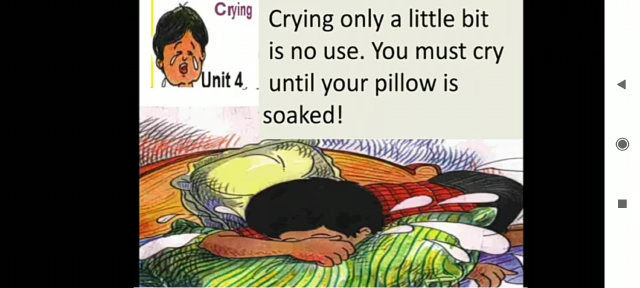 Crying
Unit 4
Crying only a little bit
is no use. You must cry
until your pillow is
soaked!